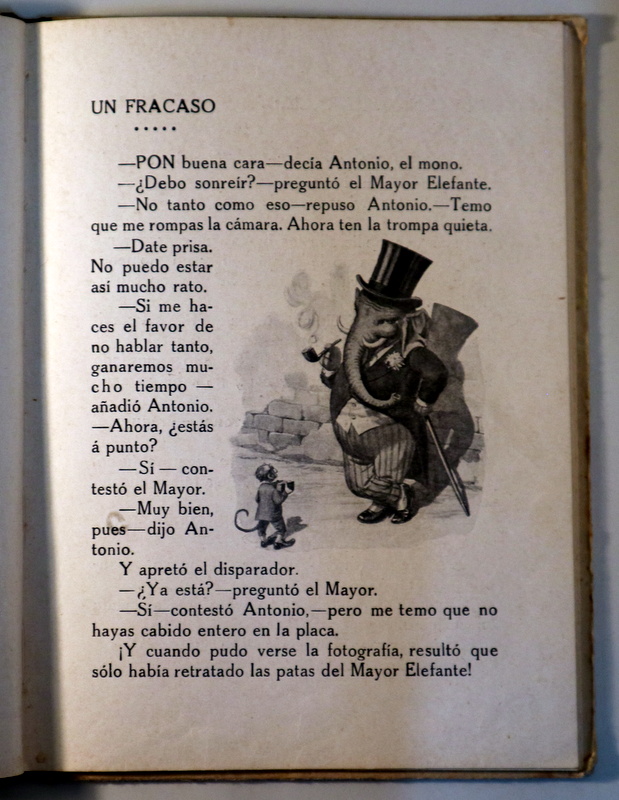 UN FRACASO
•••••
—PON buena cara—decía Antonio, el mono.
—¿Debo sonreír?—preguntó el Mayor Elefante.
—No tanto como eso—repuso Antonio.—Temo
que me rompas la cámara. Ahora ten la trompa quieta.
—Date prisa.
No puedo estar
así mucho rato.
—Si me ha-
ces el favor de
no hablar tanto,
ganaremos mu-
cho tiempo —
añadió Antonio.
—Ahora, ¿estás
á punto?
—Sí — con-
testó el Mayor.
—Muy bien,
pues—dijo An-
tonio.
Y apretó el disparador.
—¿Ya está?—preguntó el Mayor.
—Sí—contestó Antonio,—pero me temo que no
hayas cabido entero en la placa.
¡Y cuando pudo verse la fotografía, resultó que
sólo había retratado las patas del Mayor Elefante!